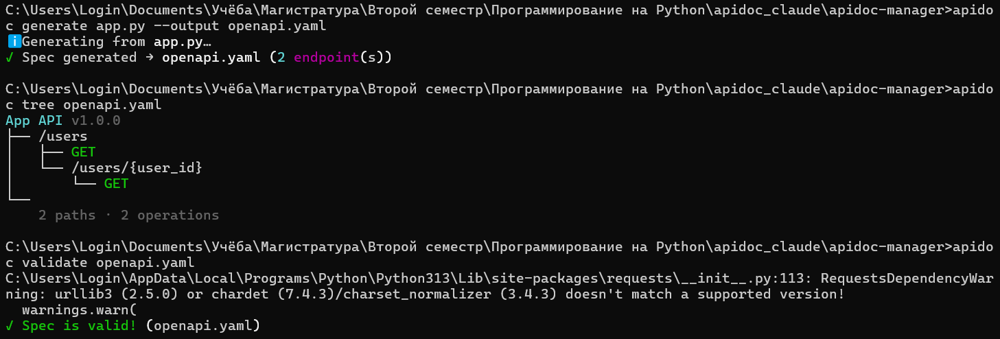 C:\Users\Login\Documents\Учёба\Магистратура\Второй семестр\Программирование на Python\apidoc_claude\apidoc-manager>apido
c generate app.py --output openapi.yaml
ℹ️Generating from app.py…
✓ Spec generated → openapi.yaml (2 endpoint(s))

C:\Users\Login\Documents\Учёба\Магистратура\Второй семестр\Программирование на Python\apidoc_claude\apidoc-manager>apido
c tree openapi.yaml
App API v1.0.0
├── /users
│   ├── GET
│   └── /users/{user_id}
│       └── GET
└──
    2 paths · 2 operations

C:\Users\Login\Documents\Учёба\Магистратура\Второй семестр\Программирование на Python\apidoc_claude\apidoc-manager>apido
c validate openapi.yaml
C:\Users\Login\AppData\Local\Programs\Python\Python313\Lib\site-packages\requests\__init__.py:113: RequestsDependencyWar
ning: urllib3 (2.5.0) or chardet (7.4.3)/charset_normalizer (3.4.3) doesn't match a supported version!
  warnings.warn(
✓ Spec is valid! (openapi.yaml)